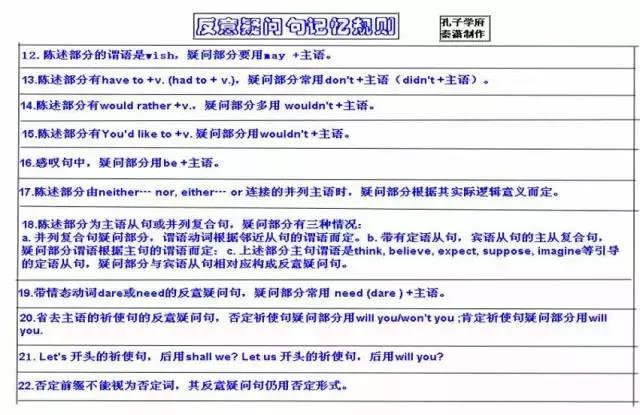 反意疑问句记忆规则
孔子学府
秦潇制作
12. 陈述部分的谓语是wish，疑问部分要用may +主语。
13.陈述部分有have to +v. (had to + v.)，疑问部分常用don't +主语（didn't +主语）。
14.陈述部分有would rather +v.，疑问部分多用 wouldn't +主语。
15.陈述部分有You'd like to +v. 疑问部分用wouldn't +主语。
16.感叹句中，疑问部分用be +主语。
17.陈述部分由neither… nor, either… or 连接的并列主语时，疑问部分根据其实际逻辑意义而定。
18.陈述部分为主语从句或并列复合句，疑问部分有三种情况：
a. 并列复合句疑问部分，谓语动词根据邻近从句的谓语而定。b. 带有定语从句，宾语从句的主从复合句，
疑问部分谓语根据主句的谓语而定：c. 上述部分主句谓语是think, believe, expect, suppose, imagine等引导
的定语从句，疑问部分与宾语从句相对应构成反意疑问句。
19.带情态动词dare或need的反意疑问句，疑问部分常用 need (dare ) +主语。
20.省去主语的祈使句的反意疑问句，否定祈使句疑问部分用will you/won't you ;肯定祈使句疑问部分用will
you.
21. Let's 开头的祈使句，后用shall we? Let us 开头的祈使句，后用will you?
22.否定前缀不能视为否定词，其反意疑问句仍用否定形式。